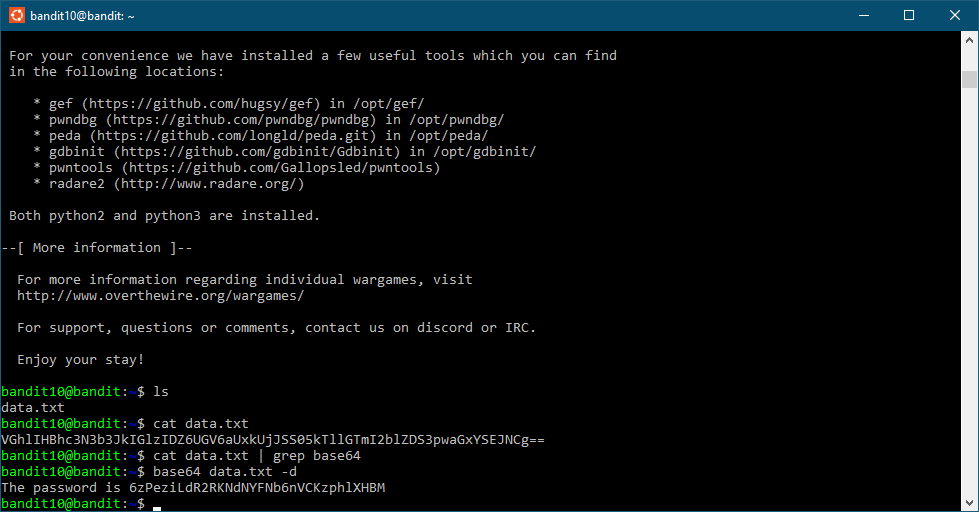 bandit10@bandit: ~
For your convenience we have installed a few useful tools which you can find
in the following locations:
* gef (https://github.com/hugsy/gef) in /opt/gef/
* pwndbg (https://github.com/pwndbg/pwndbg) in /opt/pwndbg/
* peda (https://github.com/longld/peda.git) in /opt/peda/
* gdbinit (https://github.com/gdbinit/Gdbinit) in /opt/gdbinit/
* pwntools (https://github.com/Gallopsled/pwntools)
* radare2 (http://www.radare.org/)
Both python2 and python3 are installed.
--[ More information ]--
For more information regarding individual wargames, visit
http://www.overthewire.org/wargames/
For support, questions or comments, contact us on discord or IRC.
Enjoy your stay!
bandit10@bandit:~$ ls
data.txt
bandit10@bandit:~$ cat data.txt
VGhlIHBhc3N3b3JkIGlzIDZ6UGV6aUxkUjJSS05kTllGTmI2blZDS3pwaGxYSEJNCg==
bandit10@bandit:~$ cat data.txt | grep base64
bandit10@bandit:~$ base64 data.txt -d
The password is 6zPeziLdR2RKNdNYFNb6nVCKzphlXHBM
bandit10@bandit:~$